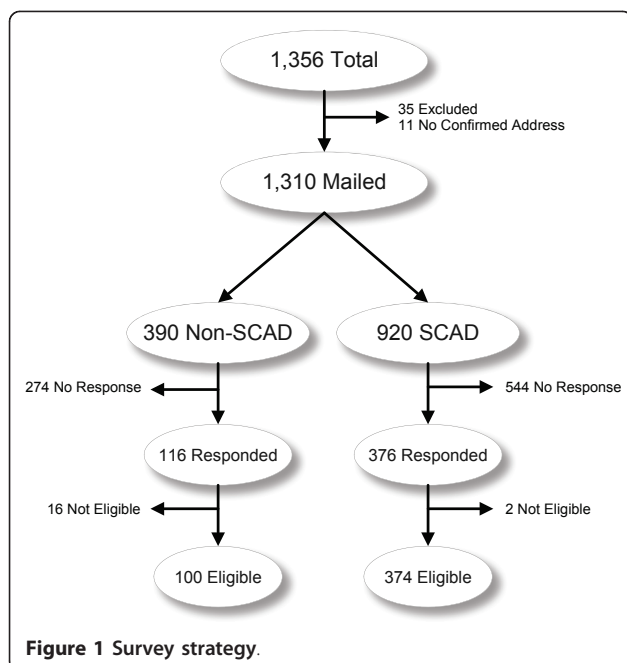 1,356 Total
35 Excluded
11 No Confirmed Address
1,310 Mailed
390 Non-SCAD
920 SCAD
274 No Response
544 No Response
116 Responded
376 Responded
16 Not Eligible
2 Not Eligible
100 Eligible
374 Eligible
Figure 1 Survey strategy.